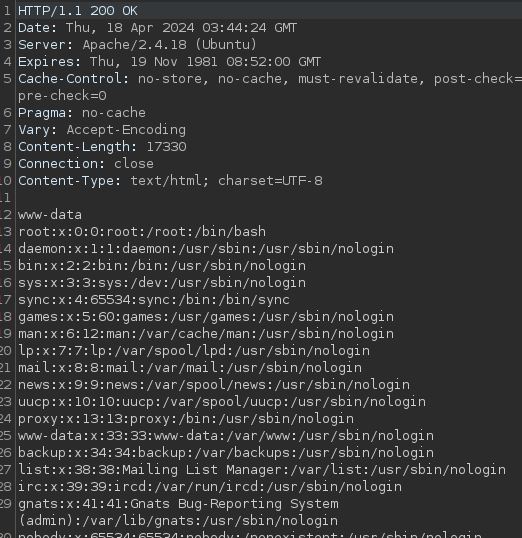 1 HTTP/1.1 200 OK
2 Date: Thu, 18 Apr 2024 03:44:24 GMT
3 Server: Apache/2.4.18 (Ubuntu)
4 Expires: Thu, 19 Nov 1981 08:52:00 GMT
5 Cache-Control: no-store, no-cache, must-revalidate, post-check=
pre-check=0
6 Pragma: no-cache
7 Vary: Accept-Encoding
8 Content-Length: 17330
9 Connection: close
10 Content-Type: text/html; charset=UTF-8
11
12 www-data
13 root:x:0:0:root:/root:/bin/bash
14 daemon:x:1:1:daemon:/usr/sbin:/usr/sbin/nologin
15 bin:x:2:2:bin:/bin:/usr/sbin/nologin
16 sys:x:3:3:sys:/dev:/usr/sbin/nologin
17 sync:x:4:65534:sync:/bin:/bin/sync
18 games:x:5:60:games:/usr/games:/usr/sbin/nologin
19 man:x:6:12:man:/var/cache/man:/usr/sbin/nologin
20 lp:x:7:7:lp:/var/spool/lpd:/usr/sbin/nologin
21 mail:x:8:8:mail:/var/mail:/usr/sbin/nologin
22 news:x:9:9:news:/var/spool/news:/usr/sbin/nologin
23 uucp:x:10:10:uucp:/var/spool/uucp:/usr/sbin/nologin
24 proxy:x:13:13:proxy:/bin:/usr/sbin/nologin
25 www-data:x:33:33:www-data:/var/www:/usr/sbin/nologin
26 backup:x:34:34:backup:/var/backups:/usr/sbin/nologin
27 list:x:38:38:Mailing List Manager:/var/list:/usr/sbin/nologin
28 irc:x:39:39:ircd:/var/run/ircd:/usr/sbin/nologin
29 gnats:x:41:41:Gnats Bug-Reporting System
(admin):/var/lib/gnats:/usr/sbin/nologin
30 nobody:x:65534:65534:nobody:/nonexistent:/usr/sbin/nologin